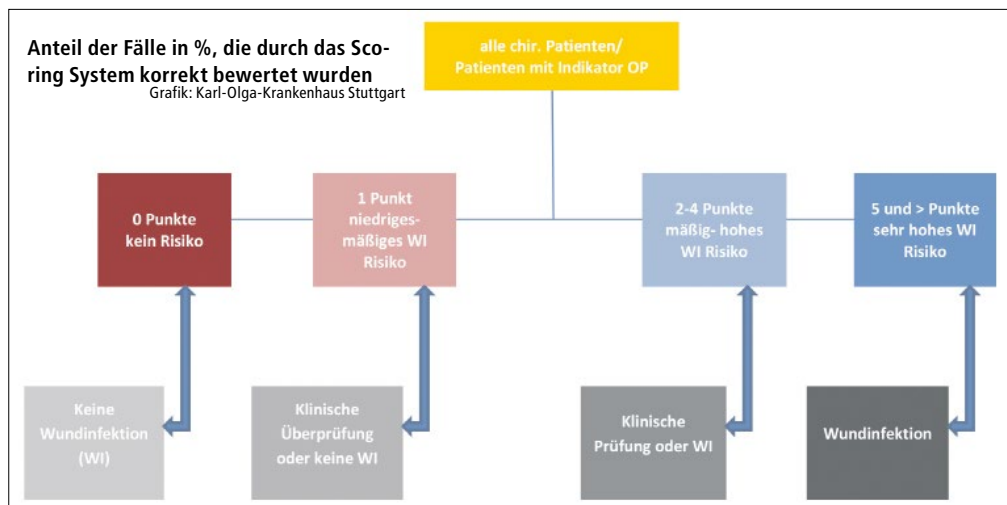 Anteil der Fälle in %, die durch das Sco-
ring System korrekt bewertet wurden
Grafik: Karl-Olga-Krankenhaus Stuttgart
alle chir. Patienten/
Patienten mit Indikator OP
0 Punkte
kein Risiko
1 Punkt
niedriges-
mäßiges WI
Risiko
2-4 Punkte
mäßig- hohes
WI Risiko
5 und > Punkte
sehr hohes WI
Risiko
Keine
Wundinfektion
(WI)
Klinische
Überprüfung
oder keine WI
Klinische
Prüfung oder WI
Wundinfektion